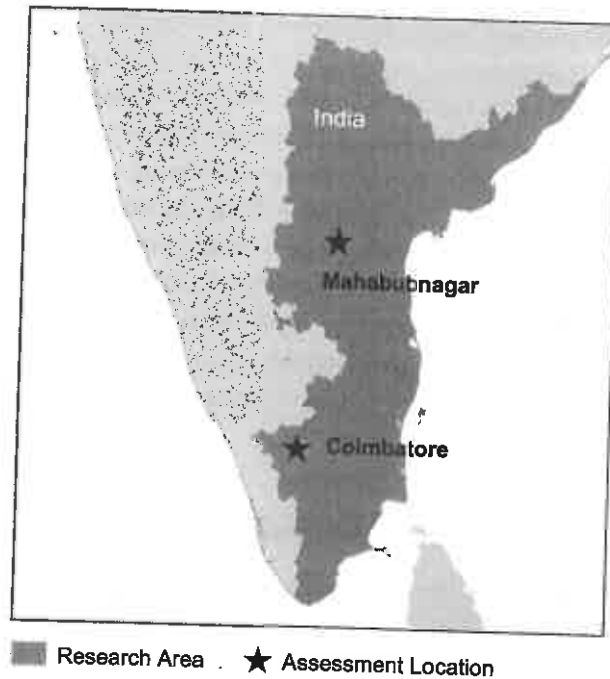 India
Mahabubnagar
Coimbatore
Research Area
Assessment Location